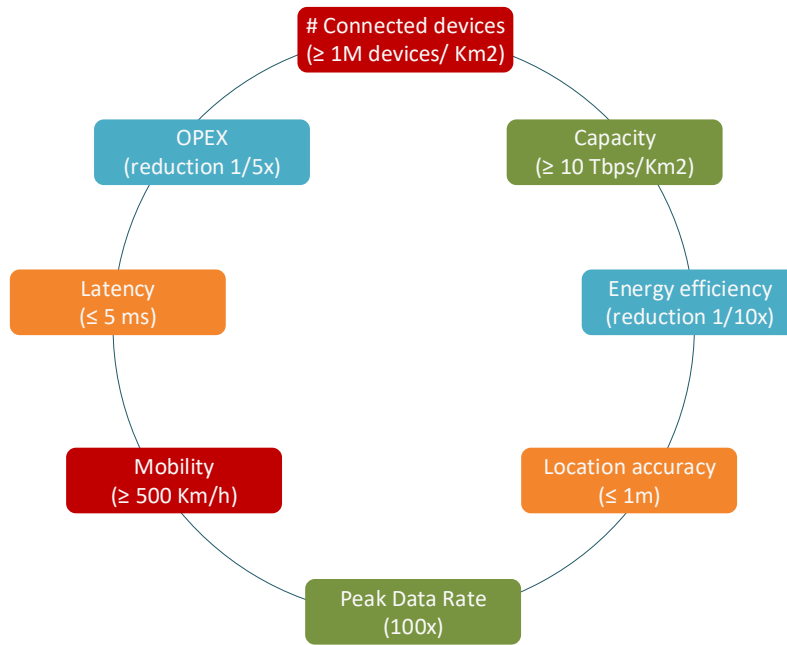 # Connected devices
(≥ 1M devices/ Km2)
OPEX
(reduction 1/5x)
Capacity
(≥ 10 Tbps/Km2)
Latency
(≤ 5 ms)
Energy efficiency
(reduction 1/10x)
Mobility
(≥ 500 Km/h)
Location accuracy
(≤ 1m)
Peak Data Rate
(100x)